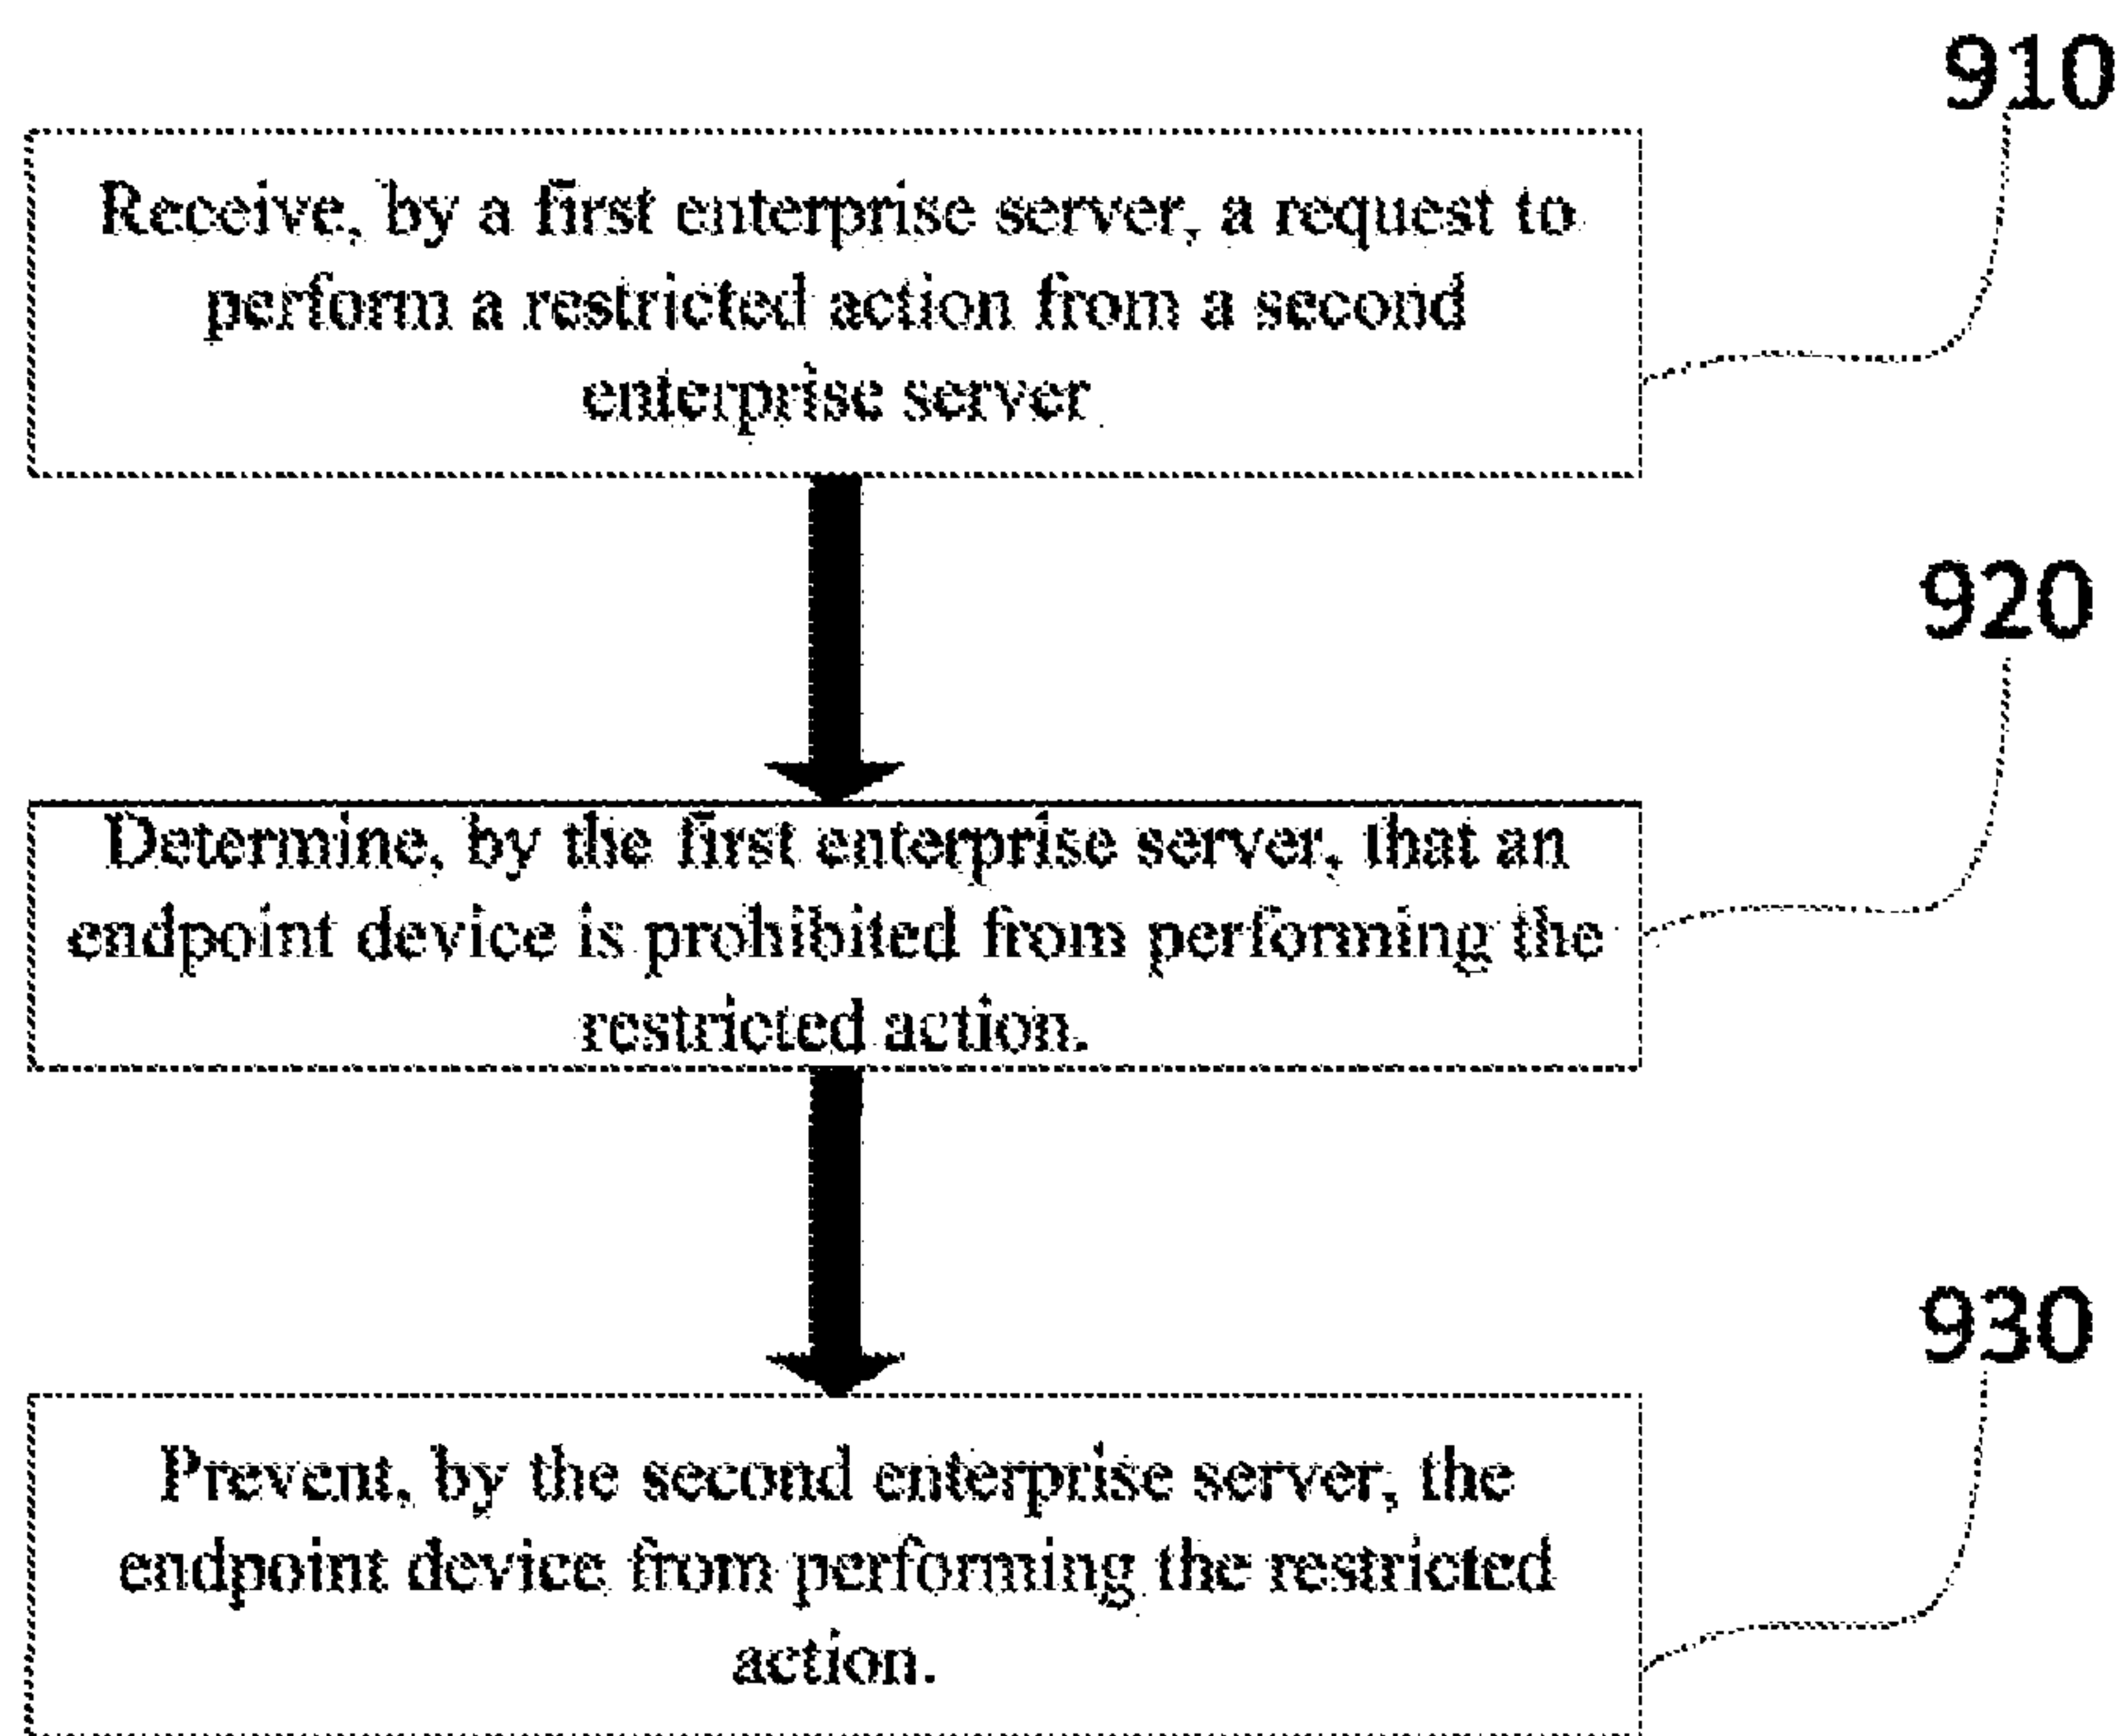 910
Receive, by a first enterprise server, a request to
perform a restricted action from a second
enterprise server
920
Determine, by the first enterprise server, that an
endpoint device is prohibited from performing the
restricted action.
930
Prevent, by the second enterprise server, the
endpoint device from performing the restricted
action.